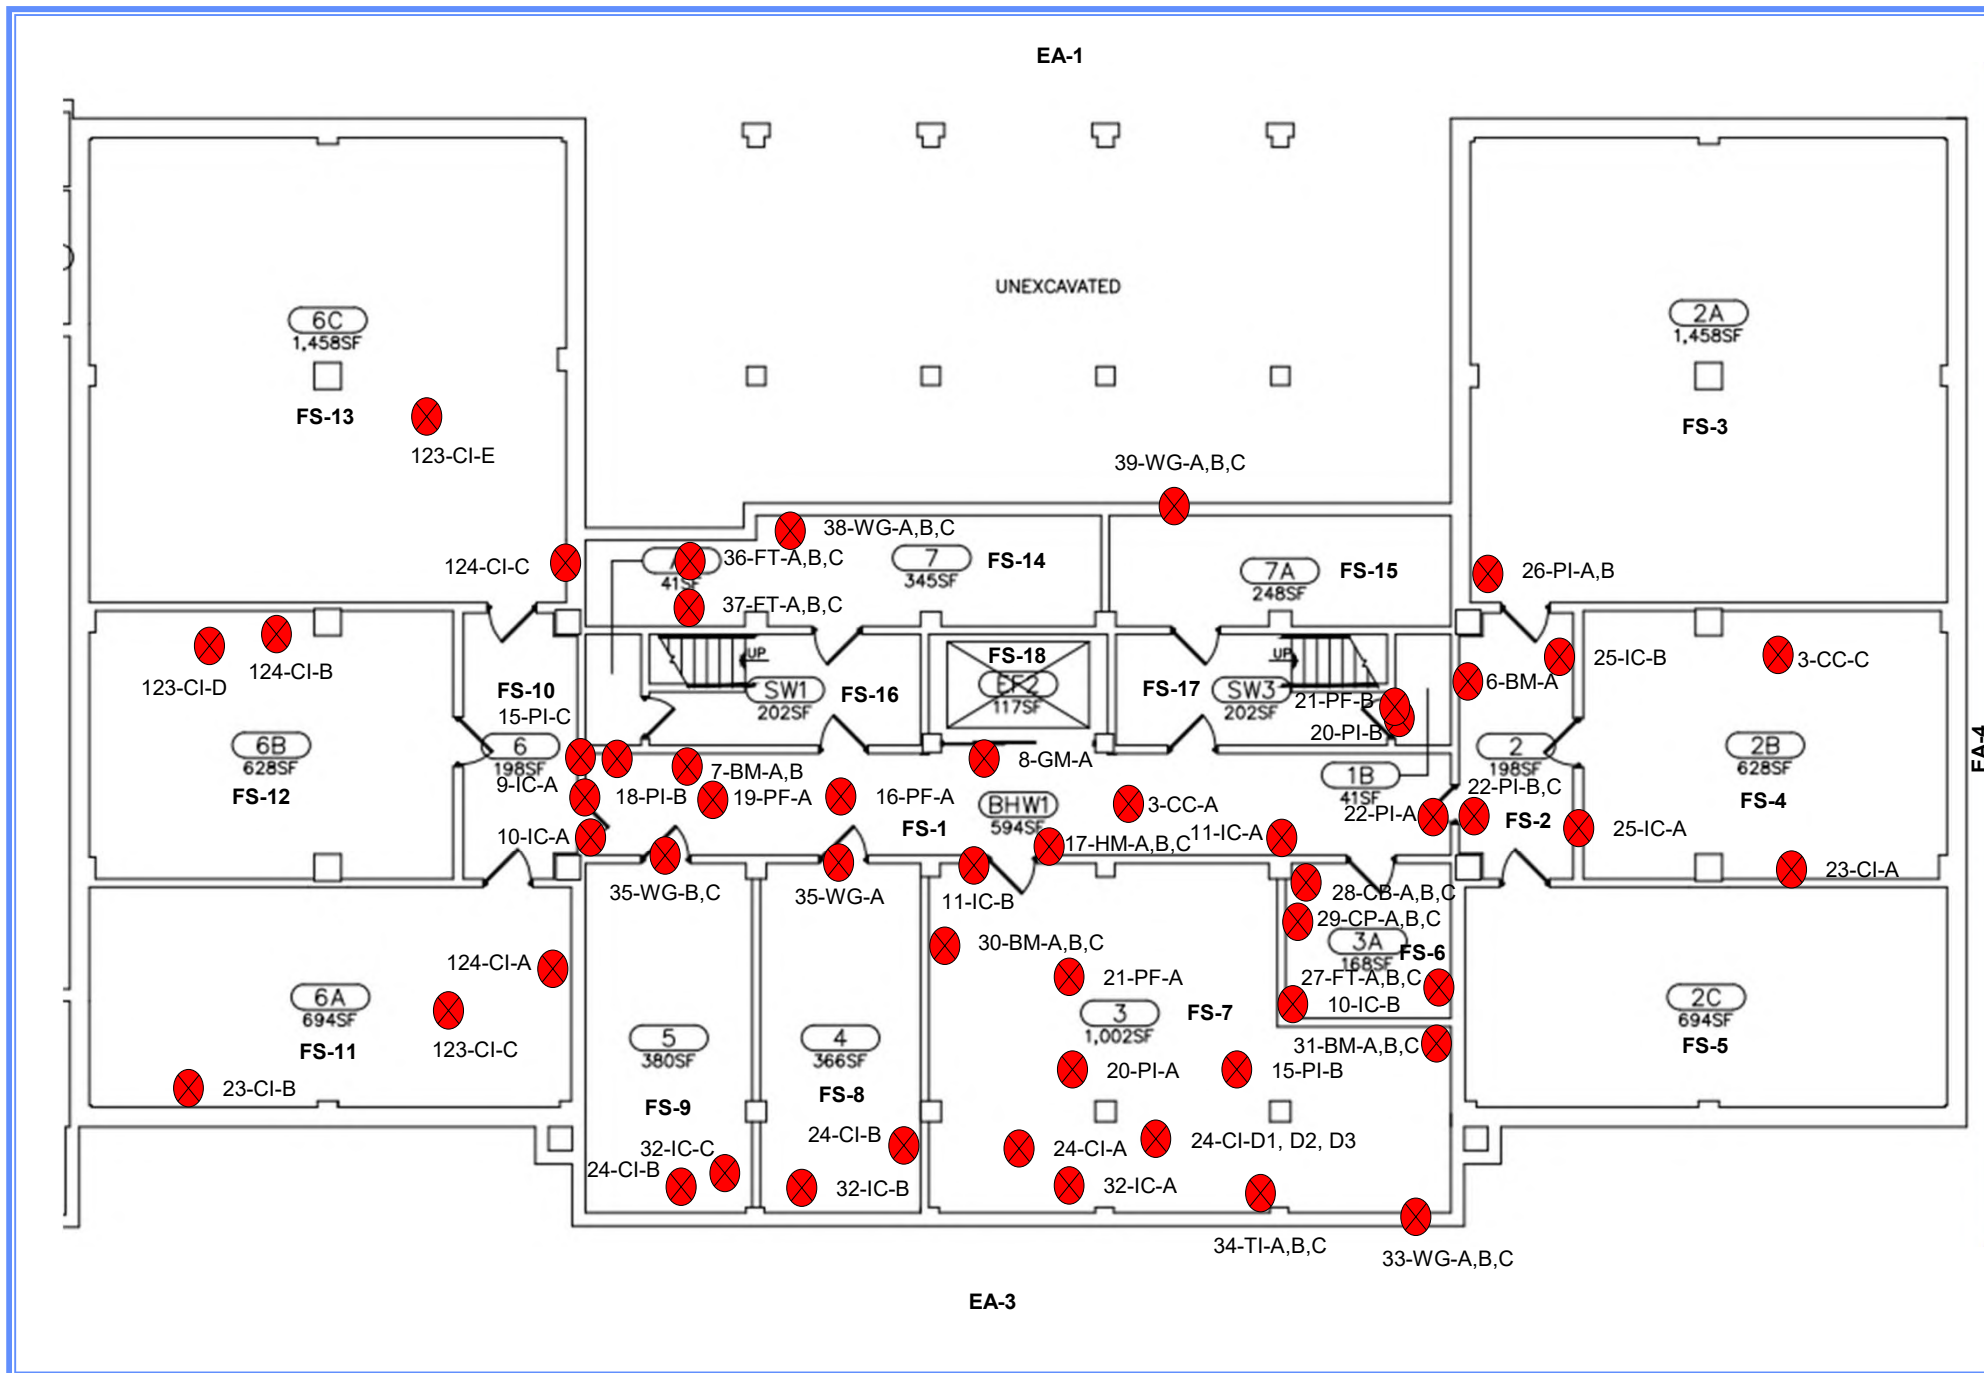 EA-1
UNEXCAVATED
6C
1,458SF
FS-13
123-CI-E
2A
1,458SF
FS-3
39-WG-A,B,C
38-WG-A,B,C
124-CI-C
36-FT-A,B,C
41SF
7
345SF
FS-14
7A
248SF
FS-15
26-PI-A,B
37-FT-A,B,C
123-CI-D
124-CI-B
FS-10
15-PI-C
UP
SW1
202SF
FS-16
FS-18
EF2
117SF
FS-17
UP
SW3
202SF
21-PF-B
20-PI-B
6-BM-A
25-IC-B
3-CC-C
6B
628SF
FS-12
6
198SF
9-IC-A
18-PI-B
7-BM-A,B
19-PF-A
16-PF-A
8-GM-A
BHW1
594SF
FS-1
3-CC-A
1B
41SF
2
198SF
22-PI-B,C
22-PI-A
FS-2
2B
628SF
FS-4
EA-4
10-IC-A
17-HM-A,B,C
11-IC-A
25-IC-A
23-CI-A
35-WG-B,C
35-WG-A
11-IC-B
28-CB-A,B,C
29-CP-A,B,C
30-BM-A,B,C
3A
168SF
FS-6
124-CI-A
21-PF-A
27-FT-A,B,C
10-IC-B
6A
694SF
FS-11
123-CI-C
5
380SF
4
366SF
3
1,002SF
FS-7
31-BM-A,B,C
2C
694SF
FS-5
23-CI-B
FS-9
FS-8
20-PI-A
15-PI-B
32-IC-C
24-CI-B
24-CI-B
32-IC-B
24-CI-A
24-CI-D1, D2, D3
32-IC-A
34-TI-A,B,C
33-WG-A,B,C
EA-3